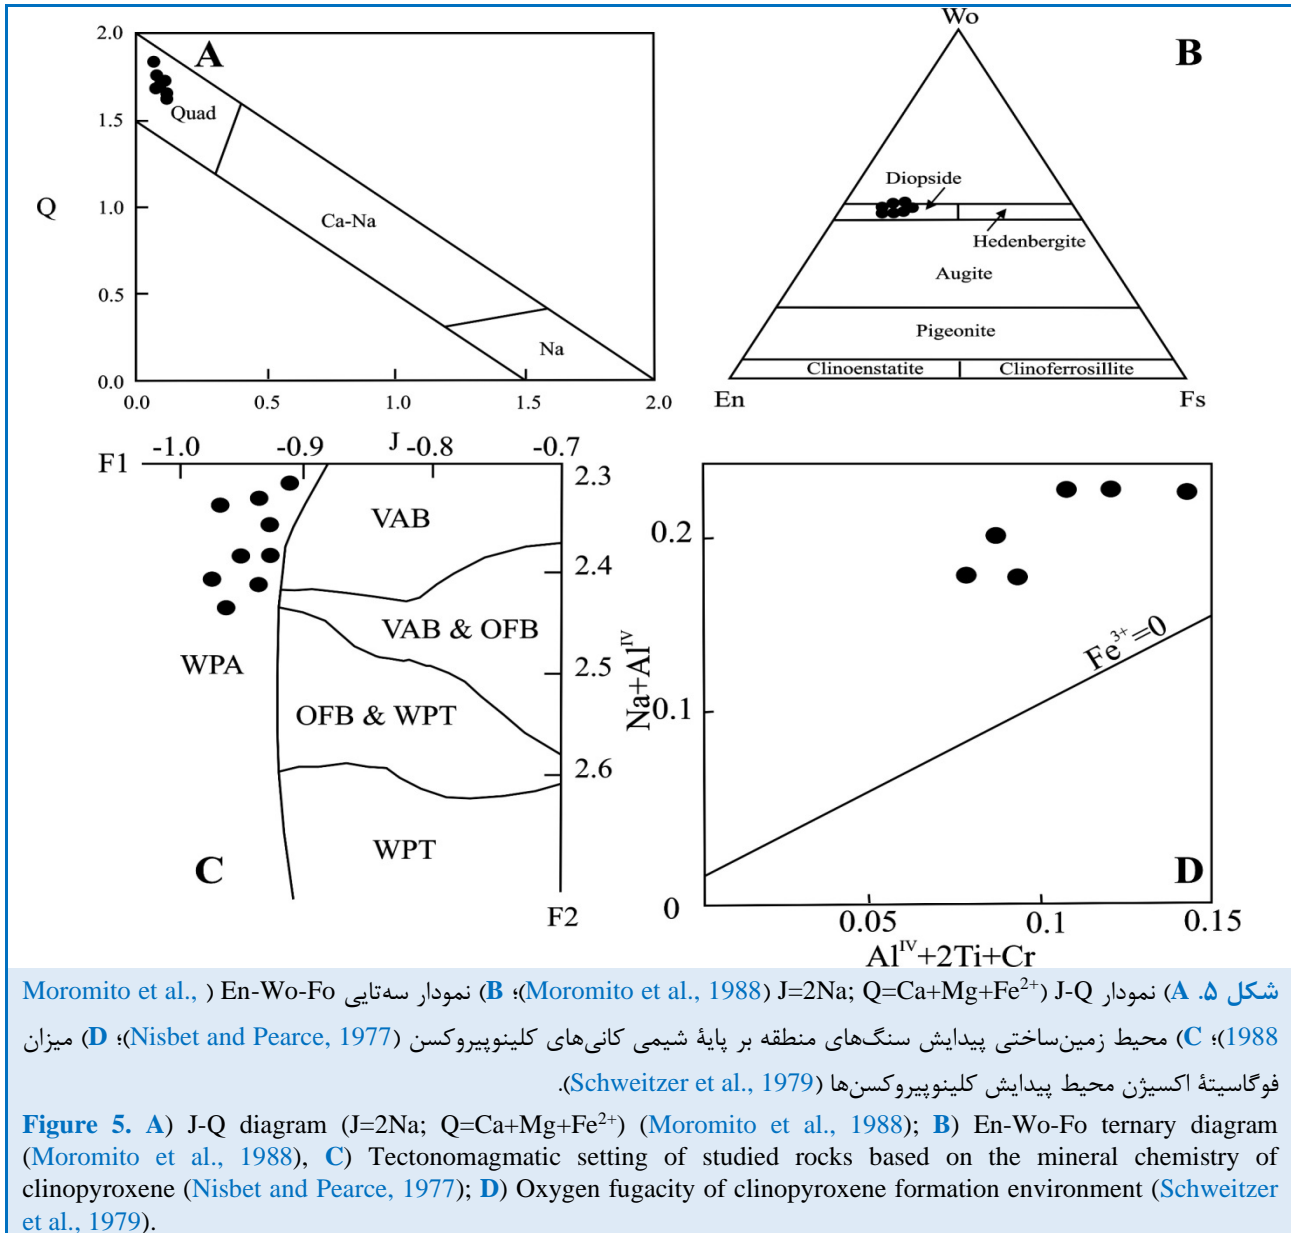 A
2.0
1.5
Q
1.0
0.5
0.0
Quad
Ca-Na
Na
0.0
0.5
1.0
1.5
2.0
J
Wo
B
Diopside
Hedenbergite
Augite
Pigeonite
Clinoenstatite
Clinoferrosillite
En
Fs
F1
-1.0
-0.9
-0.8
-0.7
2.3
2.4
2.5
2.6
VAB
VAB & OFB
WPA
OFB & WPT
WPT
C
F2
Na+Al^IV
0.2
0.1
0
Fe³⁺=0
D
0.05
0.1
0.15
Al^IV+2Ti+Cr
شکل ۵. A) نمودار J-Q (J=2Na; Q=Ca+Mg+Fe²⁺) (Moromito et al., 1988)؛ B) نمودار سه‌تایی En-Wo-Fo (Moromito et al.,
1988)؛ C) محیط زمین‌ساختی پیدایش سنگ‌های منطقه بر پایۀ شیمی کانی‌های کلینوپیروکسن (Nisbet and Pearce, 1977)؛ D) میزان
فوگاسیتۀ اکسیژن محیط پیدایش کلینوپیروکسن‌ها (Schweitzer et al., 1979).
Figure 5. A) J-Q diagram (J=2Na; Q=Ca+Mg+Fe²⁺) (Moromito et al., 1988); B) En-Wo-Fo ternary diagram
(Moromito et al., 1988), C) Tectonomagmatic setting of studied rocks based on the mineral chemistry of
clinopyroxene (Nisbet and Pearce, 1977); D) Oxygen fugacity of clinopyroxene formation environment (Schweitzer
et al., 1979).